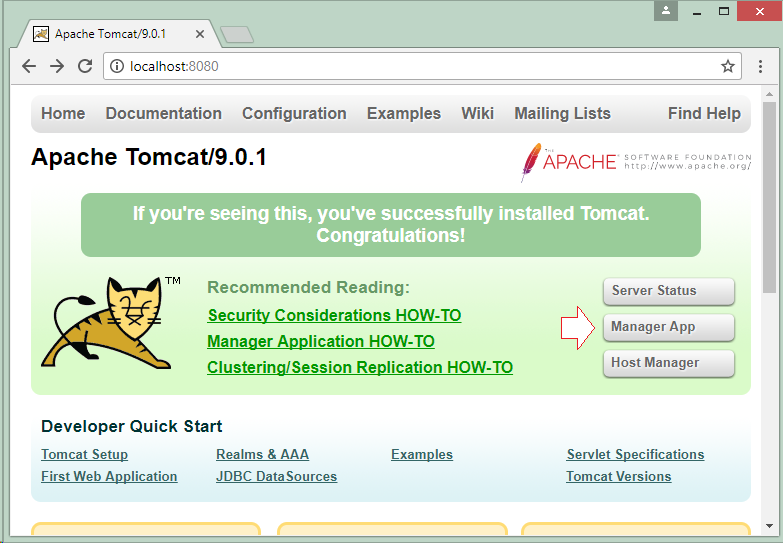 Apache Tomcat/9.0.1
localhost:8080
Home Documentation Configuration Examples Wiki Mailing Lists Find Help
Apache Tomcat/9.0.1
THE APACHE® SOFTWARE FOUNDATION
http://www.apache.org/
If you're seeing this, you've successfully installed Tomcat.
Congratulations!
TM
Recommended Reading:
Security Considerations HOW-TO
Manager Application HOW-TO
Clustering/Session Replication HOW-TO
Server Status
Manager App
Host Manager
Developer Quick Start
Tomcat Setup Realms & AAA Examples Servlet Specifications
First Web Application JDBC DataSources Tomcat Versions